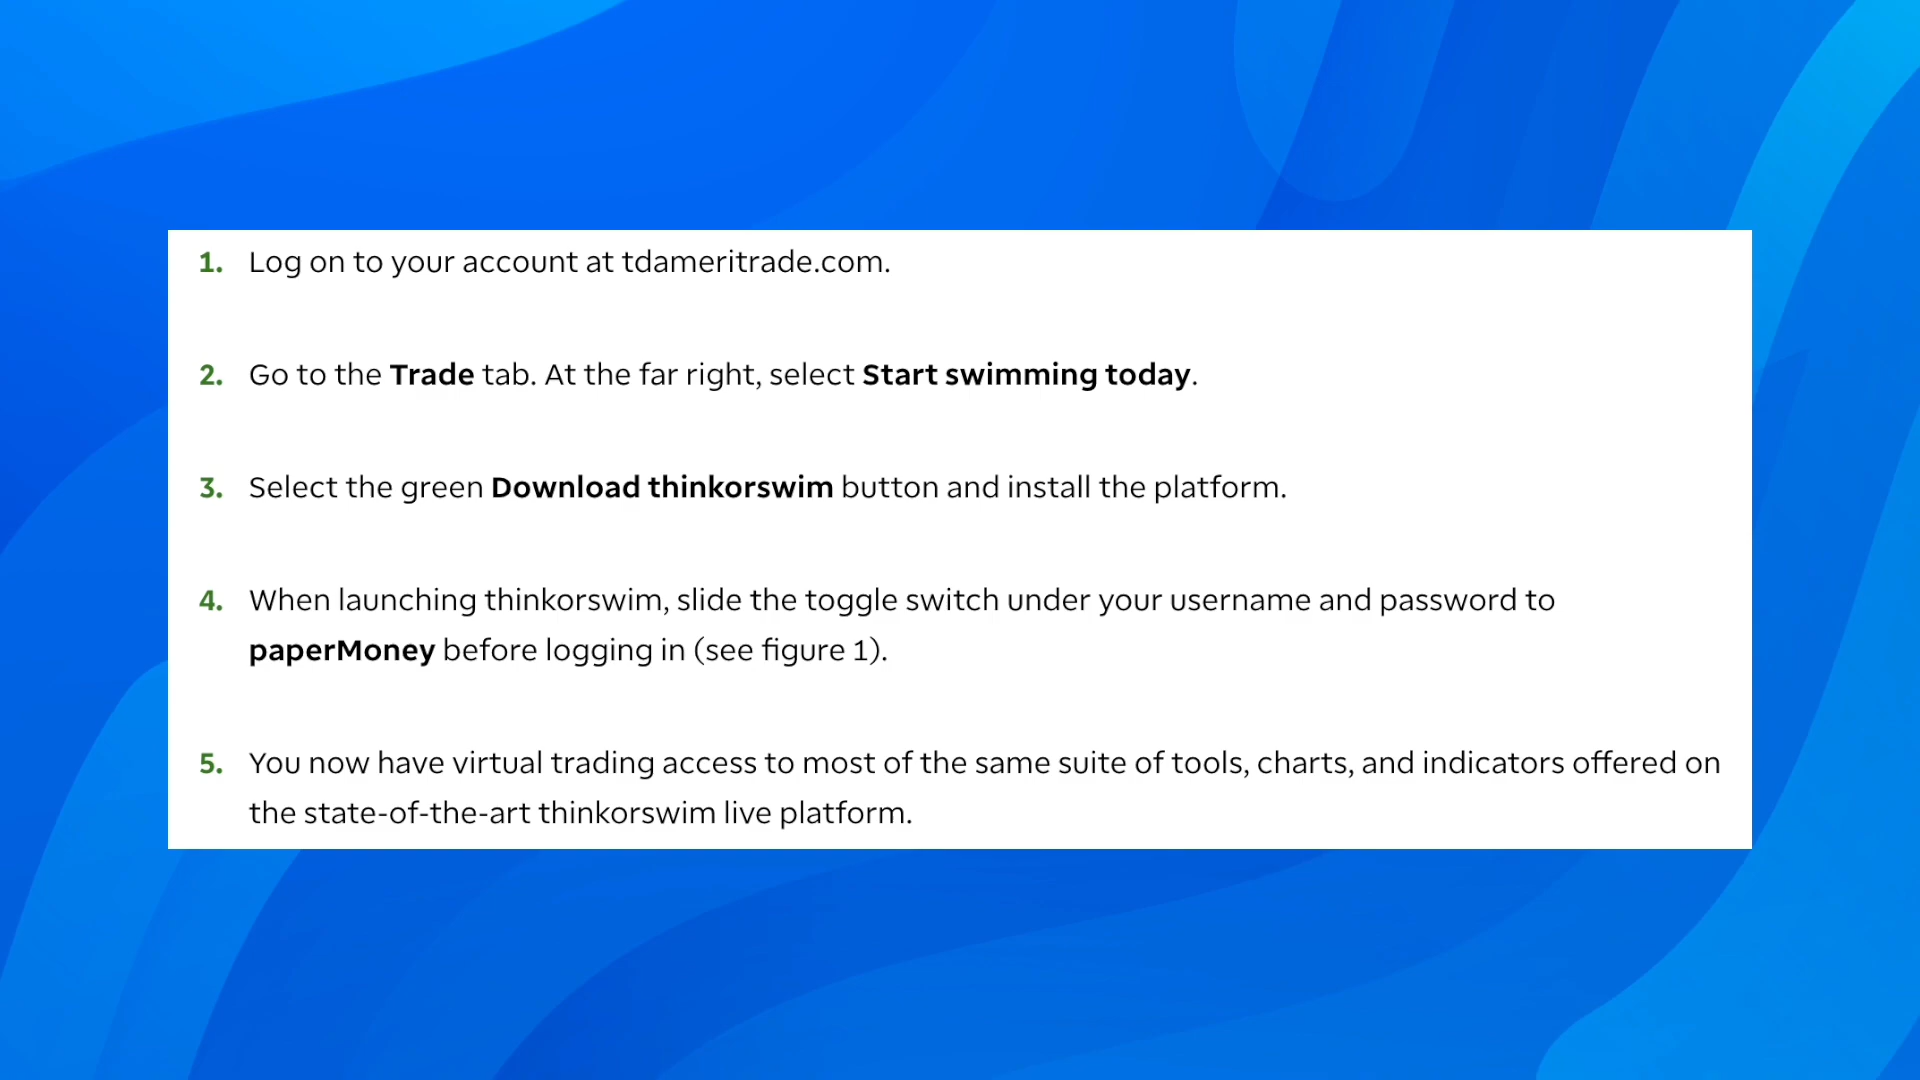 1. Log on to your account at tdameritrade.com.
2. Go to the Trade tab. At the far right, select Start swimming today.
3. Select the green Download thinkorswim button and install the platform.
4. When launching thinkorswim, slide the toggle switch under your username and password to
paperMoney before logging in (see figure 1).
5. You now have virtual trading access to most of the same suite of tools, charts, and indicators offered on
the state-of-the-art thinkorswim live platform.